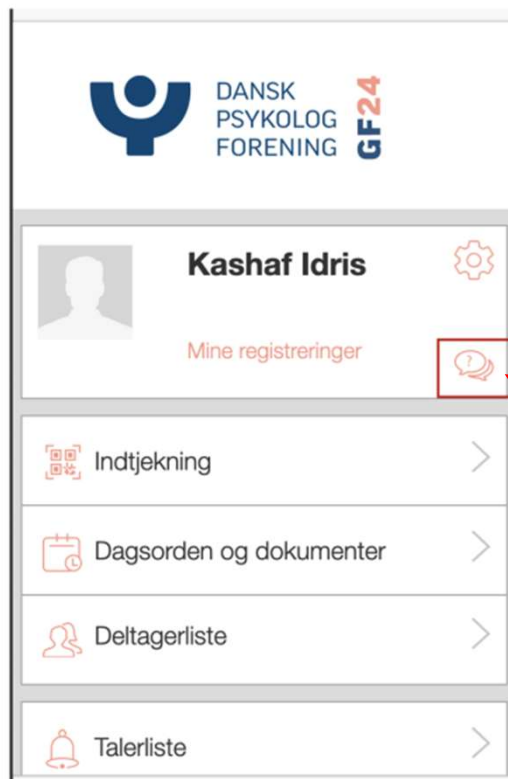 DANSK
PSYKOLOG
FORENING
GF24
Kashaf Idris
Mine registreringer
?
Indtjekning
Dagsorden og dokumenter
Deltagerliste
Talerliste